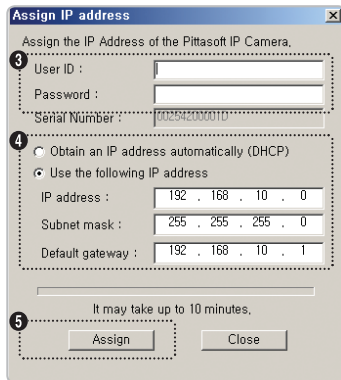 Assign IP address
Assign the IP Address of the Pittasoft IP Camera.
3
User ID :
Password :
Serial Number : 00254200001D
4
Obtain an IP address automatically (DHCP)
Use the following IP address
IP address : 192 . 168 . 10 . 0
Subnet mask : 255 . 255 . 255 . 0
Default gateway : 192 . 168 . 10 . 1
It may take up to 10 minutes.
5
Assign Close